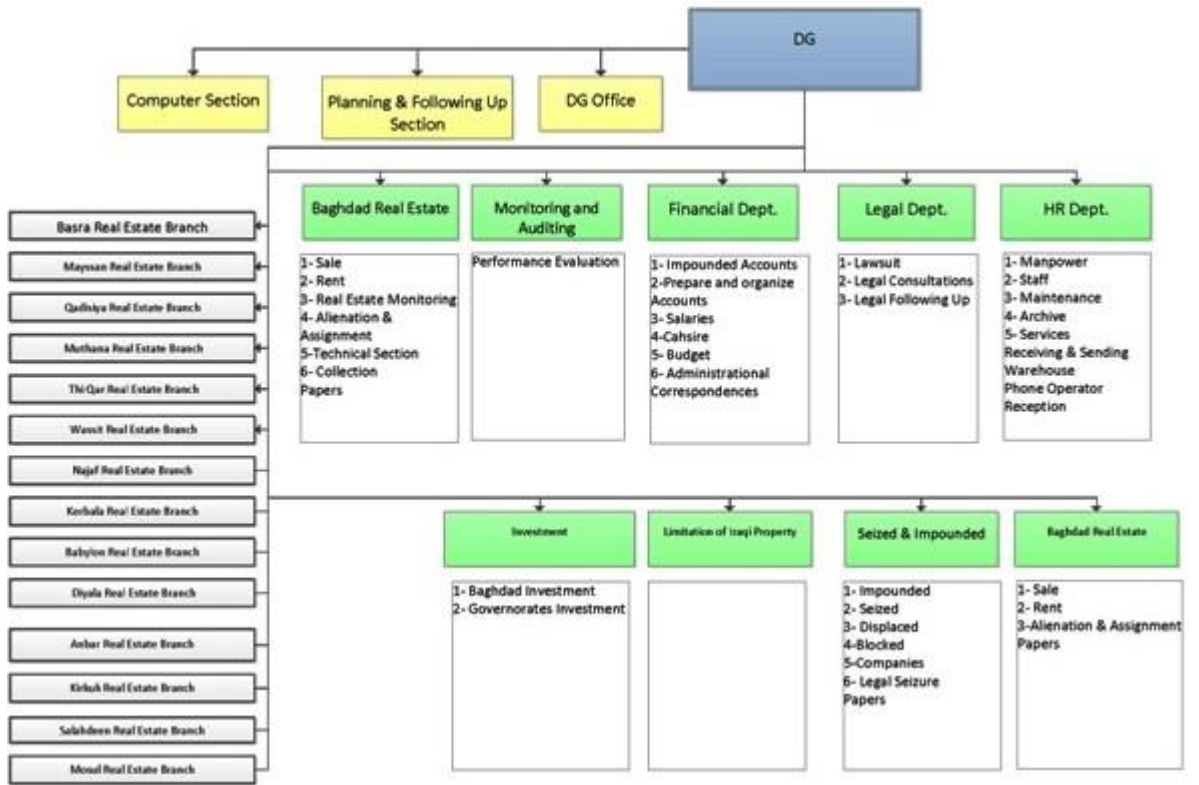 DG
Computer Section
Planning & Following Up
Section
DG Office
Baghdad Real Estate
Monitoring and
Auditing
Financial Dept.
Legal Dept.
HR Dept.
1- Sale
2- Rent
3- Real Estate Monitoring
4- Alienation &
Assignment
5-Technical Section
6- Collection
Papers
Performance Evaluation
1- Impounded Accounts
2-Prepare and organize
Accounts
3- Salaries
4-Cahsire
5- Budget
6- Administrational
Correspondences
1- Lawsuit
2- Legal Consultations
3- Legal Following Up
1- Manpower
2- Staff
3- Maintenance
4- Archive
5- Services
Receiving & Sending
Warehouse
Phone Operator
Reception
Basra Real Estate Branch
Mayssan Real Estate Branch
Qadisiya Real Estate Branch
Muthana Real Estate Branch
Thi Qar Real Estate Branch
Wassit Real Estate Branch
Najaf Real Estate Branch
Kerbala Real Estate Branch
Babylon Real Estate Branch
Diyala Real Estate Branch
Anbar Real Estate Branch
Kirkuk Real Estate Branch
Salahdeen Real Estate Branch
Mosul Real Estate Branch
Investment
Limitation of Iraqi Property
Seized & Impounded
Baghdad Real Estate
1- Baghdad Investment
2- Governorates Investment
1- Impounded
2- Seized
3- Displaced
4-Blocked
5-Companies
6- Legal Seizure
Papers
1- Sale
2- Rent
3-Alienation & Assignment
Papers